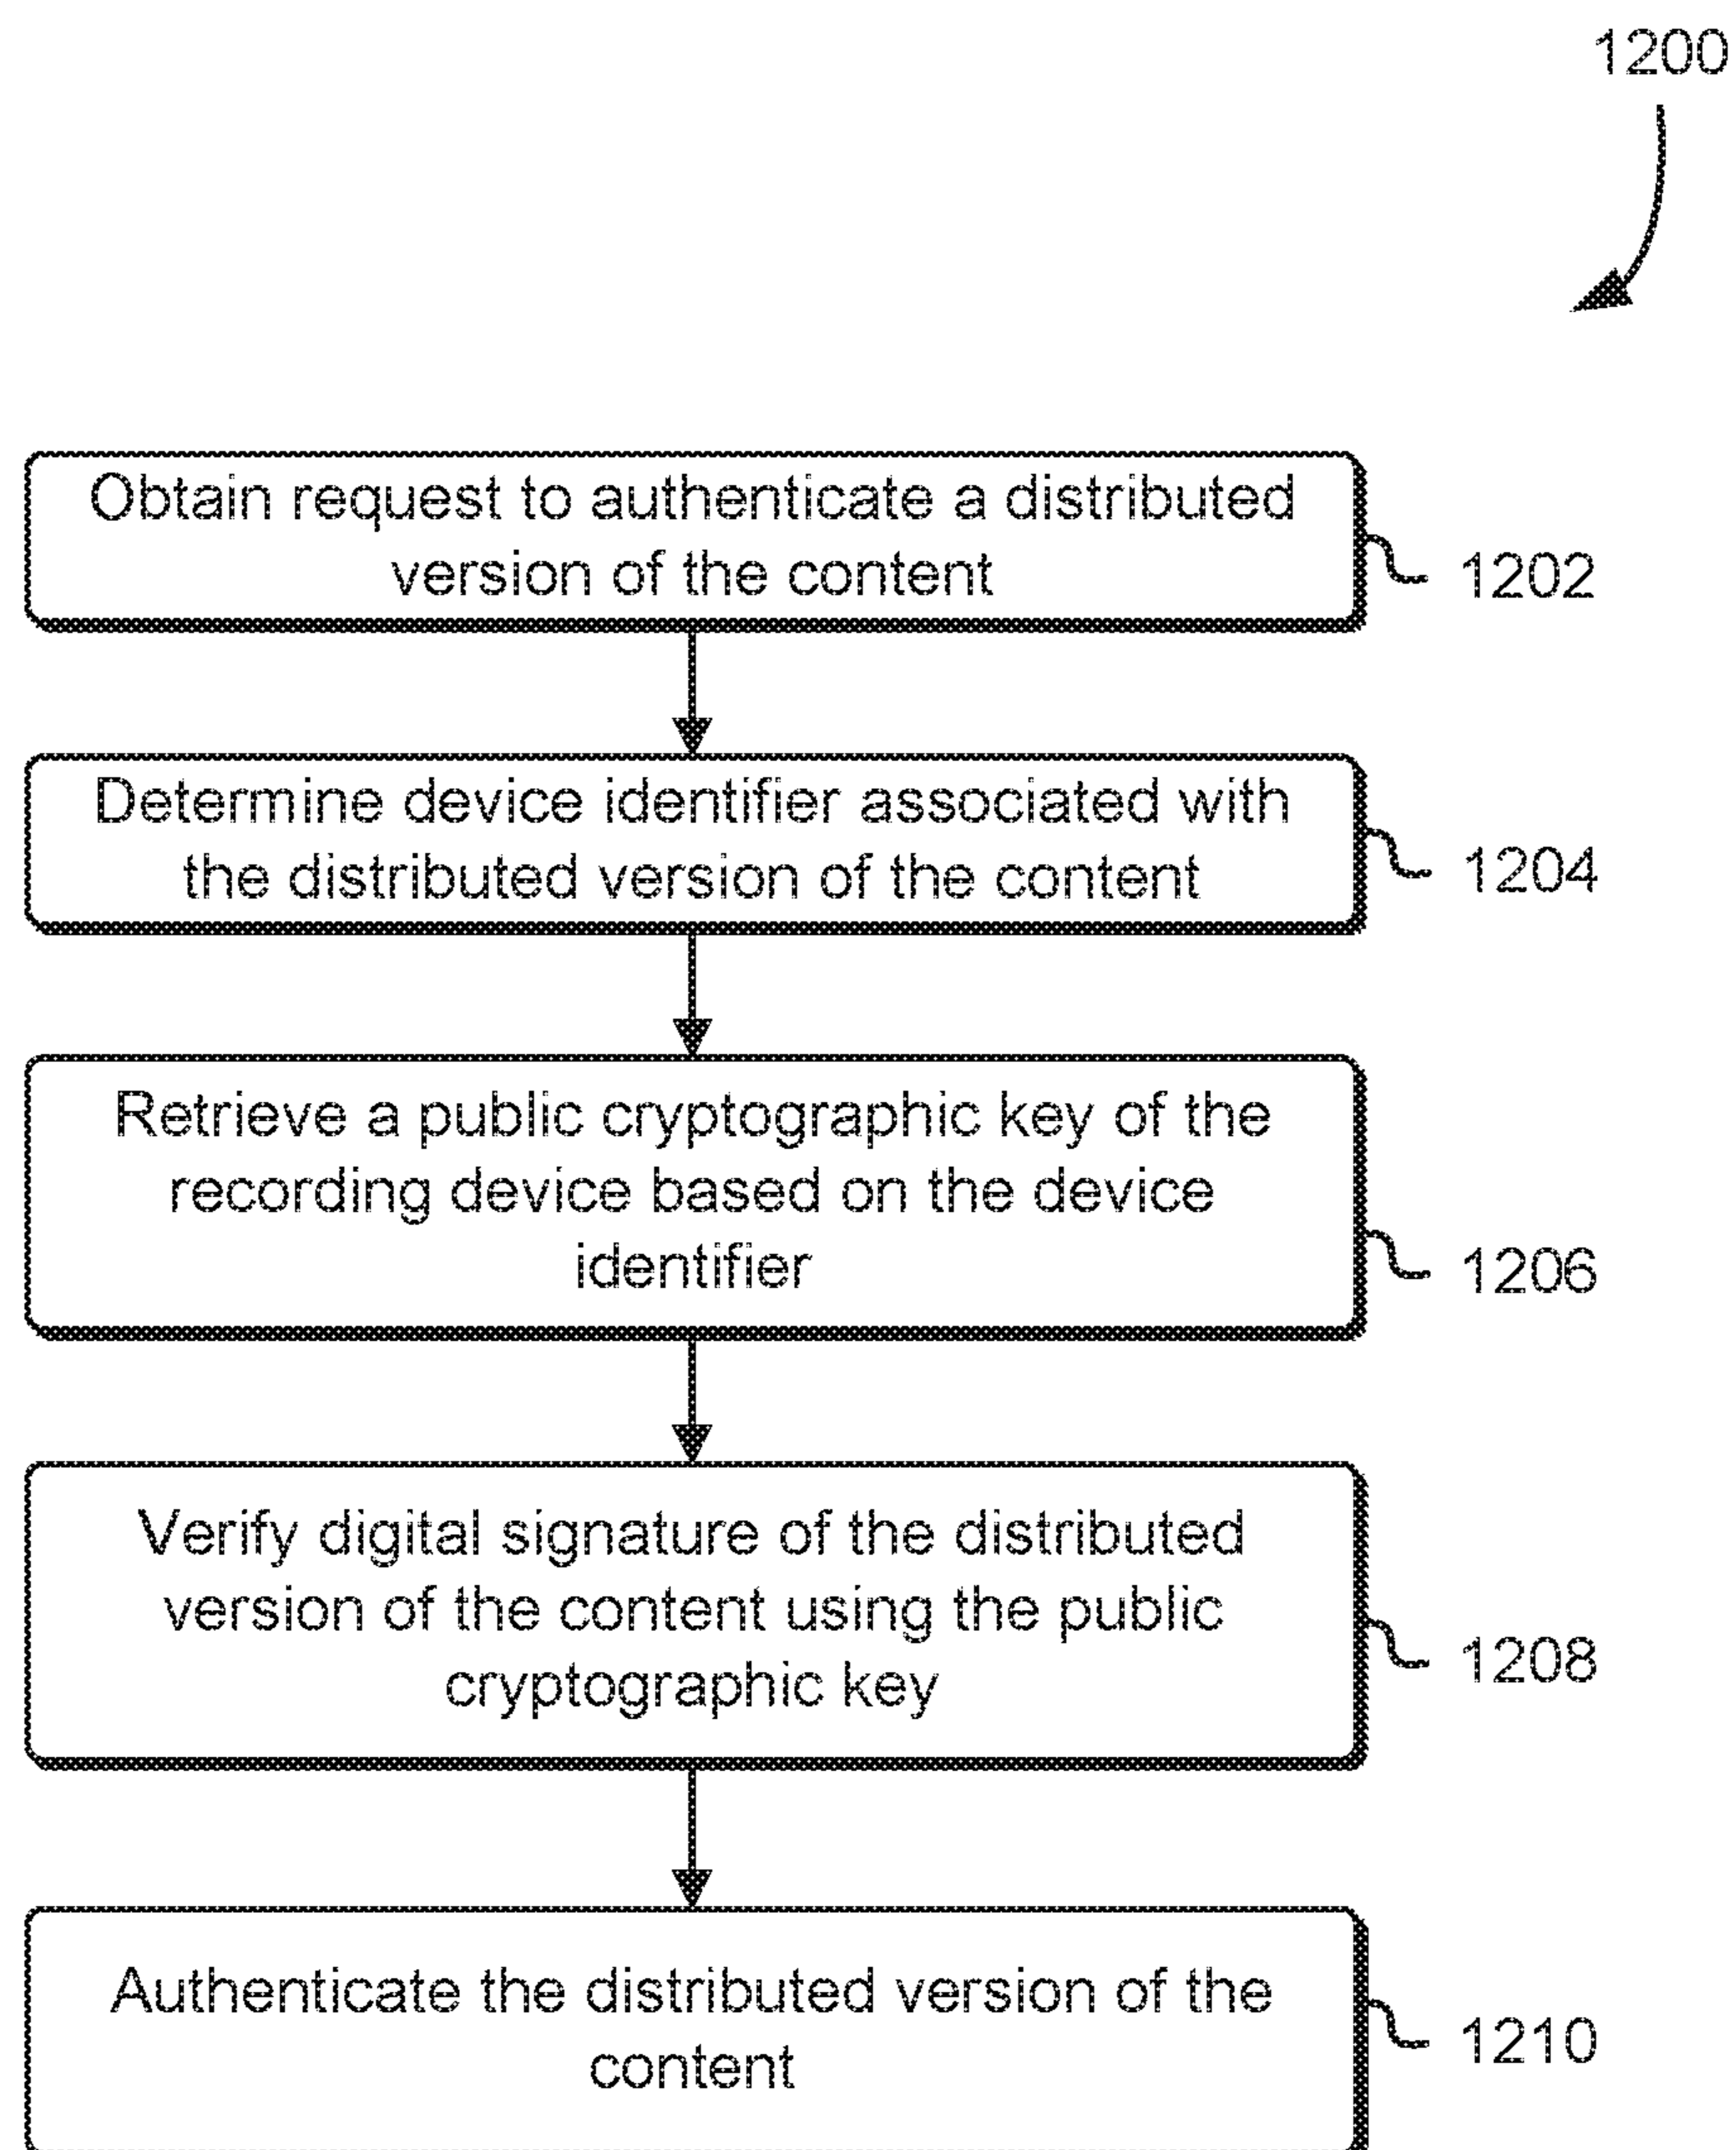 1200
Obtain request to authenticate a distributed
version of the content
1202
Determine device identifier associated with
the distributed version of the content
1204
Retrieve a public cryptographic key of the
recording device based on the device
identifier
1206
Verify digital signature of the distributed
version of the content using the public
cryptographic key
1208
Authenticate the distributed version of the
content
1210